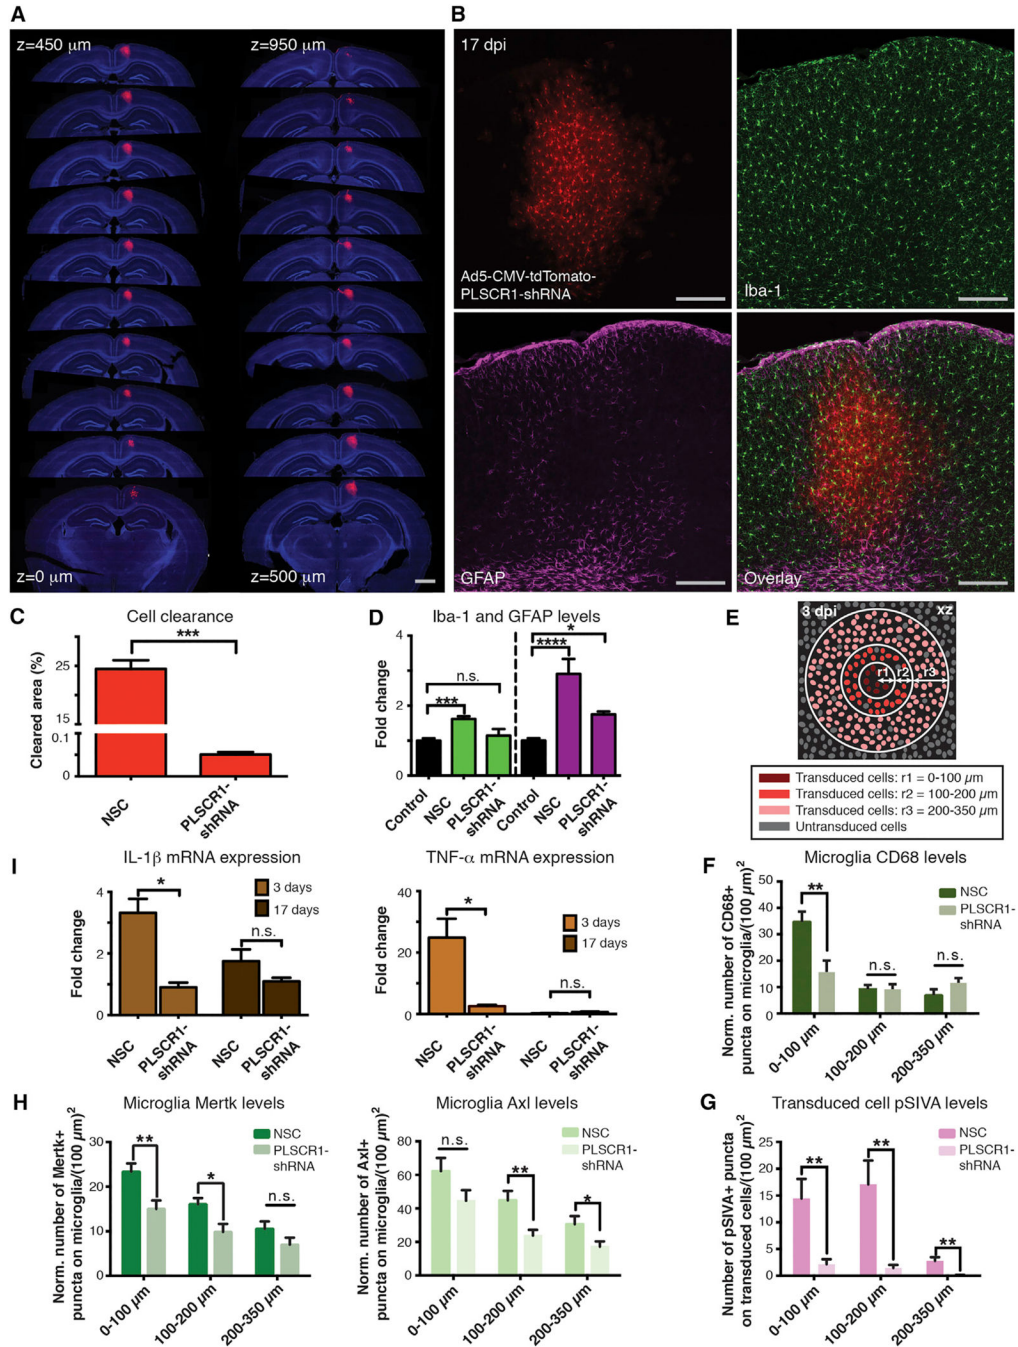 A
z=450 μm
z=950 μm
z=0 μm
z=500 μm
B
17 dpi
Ad5-CMV-tdTomato-
PLSCR1-shRNA
Iba-1
GFAP
Overlay
C
Cell clearance
***
Cleared area (%)
25
15
0.1
0
NSC
PLSCR1-
shRNA
D
Iba-1 and GFAP levels
n.s.
***
*
****
Fold change
4
2
0
Control
NSC
PLSCR1-
shRNA
Control
NSC
PLSCR1-
shRNA
E
3 dpi
xz
r1
r2
r3
Transduced cells: r1 = 0-100 μm
Transduced cells: r2 = 100-200 μm
Transduced cells: r3 = 200-350 μm
Untransduced cells
I
IL-1β mRNA expression
*
n.s.
3 days
17 days
Fold change
4
2
0
NSC
PLSCR1-
shRNA
NSC
PLSCR1-
shRNA
TNF-α mRNA expression
*
n.s.
3 days
17 days
Fold change
40
20
0
NSC
PLSCR1-
shRNA
NSC
PLSCR1-
shRNA
F
Microglia CD68 levels
NSC
PLSCR1-
shRNA
**
n.s.
n.s.
Norm. number of CD68+
puncta on microglia/(100 μm)²
50
40
30
20
10
0
0-100 μm
100-200 μm
200-350 μm
H
Microglia Mertk levels
NSC
PLSCR1-
shRNA
**
*
n.s.
Norm. number of Mertk+
puncta on microglia/(100 μm)²
30
20
10
0
0-100 μm
100-200 μm
200-350 μm
Microglia Axl levels
NSC
PLSCR1-
shRNA
n.s.
**
*
Norm. number of Axl+
puncta on microglia/(100 μm)²
80
60
40
20
0
0-100 μm
100-200 μm
200-350 μm
G
Transduced cell pSIVA levels
NSC
PLSCR1-
shRNA
**
**
**
Number of pSIVA+ puncta
on transduced cells/(100 μm)²
25
20
15
10
5
0
0-100 μm
100-200 μm
200-350 μm